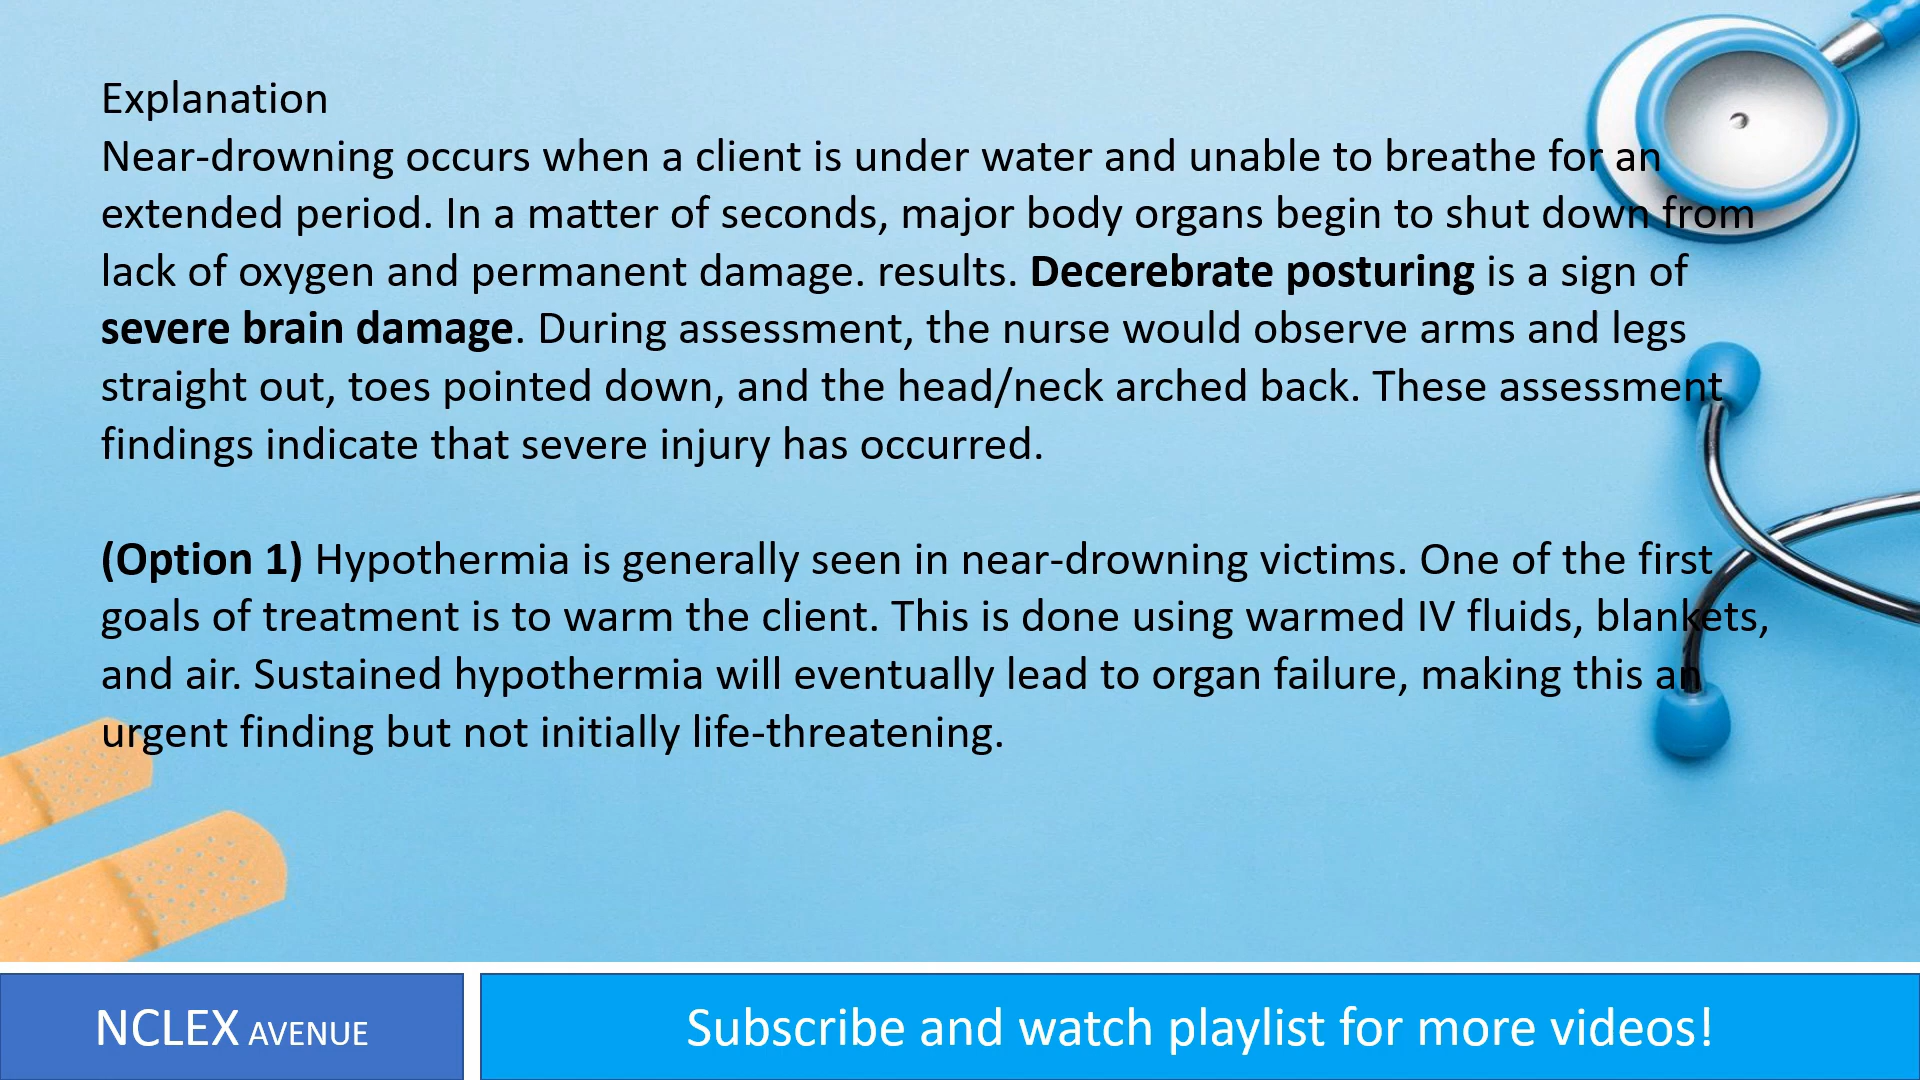 Explanation
Near-drowning occurs when a client is under water and unable to breathe for an
extended period. In a matter of seconds, major body organs begin to shut down from
lack of oxygen and permanent damage. results. Decerebrate posturing is a sign of
severe brain damage. During assessment, the nurse would observe arms and legs
straight out, toes pointed down, and the head/neck arched back. These assessment
findings indicate that severe injury has occurred.
(Option 1) Hypothermia is generally seen in near-drowning victims. One of the first
goals of treatment is to warm the client. This is done using warmed IV fluids, blankets,
and air. Sustained hypothermia will eventually lead to organ failure, making this an
urgent finding but not initially life-threatening.
NCLEX AVENUE
Subscribe and watch playlist for more videos!